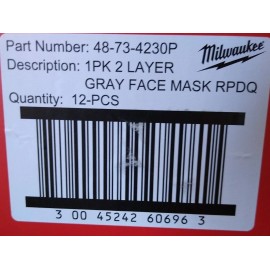 Part Number: 48-73-4230P
Milwaukee
Description: 1PK 2 LAYER
GRAY FACE MASK RPDQ
Quantity: 12-PCS
3 00 45242 60696 3